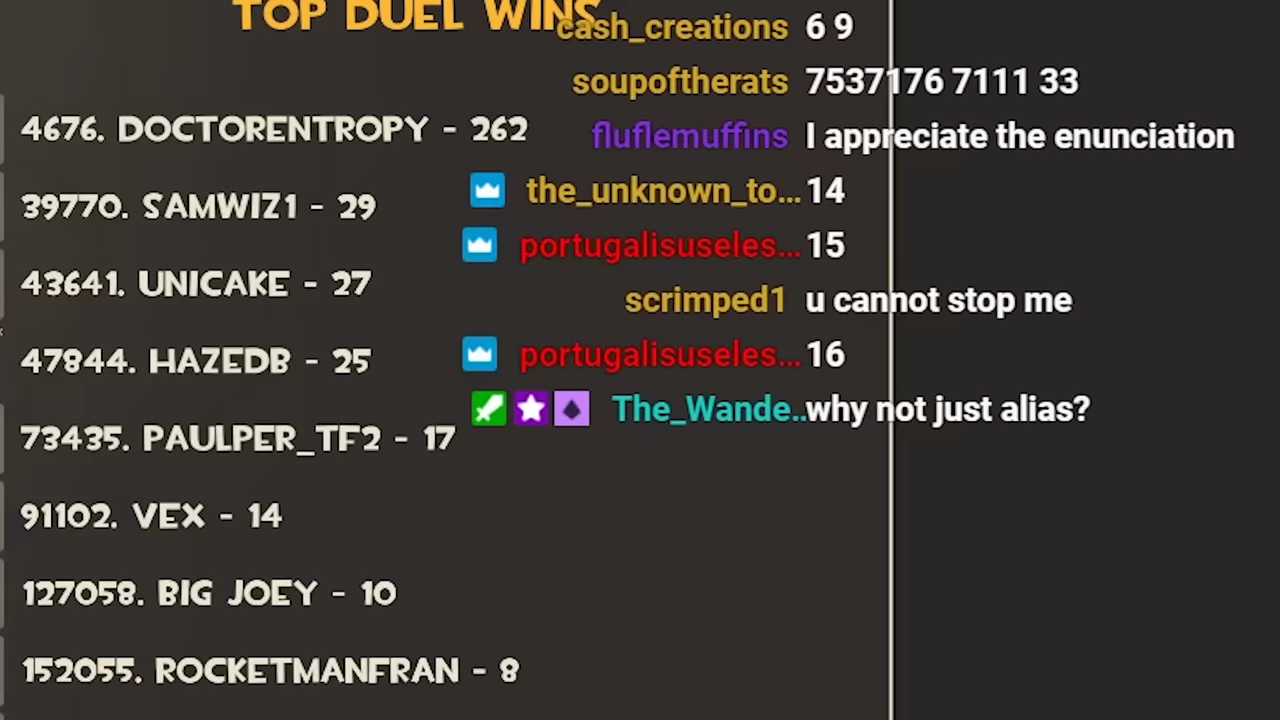 TOP DUEL WINS
4676. DOCTORENTROPY - 262
39770. SAMWIZ1 - 29
43641. UNICAKE - 27
47844. HAZEDB - 25
73435. PAULPER_TF2 - 17
91102. VEX - 14
127058. BIG JOEY - 10
152055. ROCKETMANFRAN - 8
cash_creations 6 9
soupoftherats 7537176 7111 33
fluflemuffins I appreciate the enunciation
the_unknown_to... 14
portugalisuseles... 15
scrimped1 u cannot stop me
portugalisuseles... 16
The_Wande.. why not just alias?